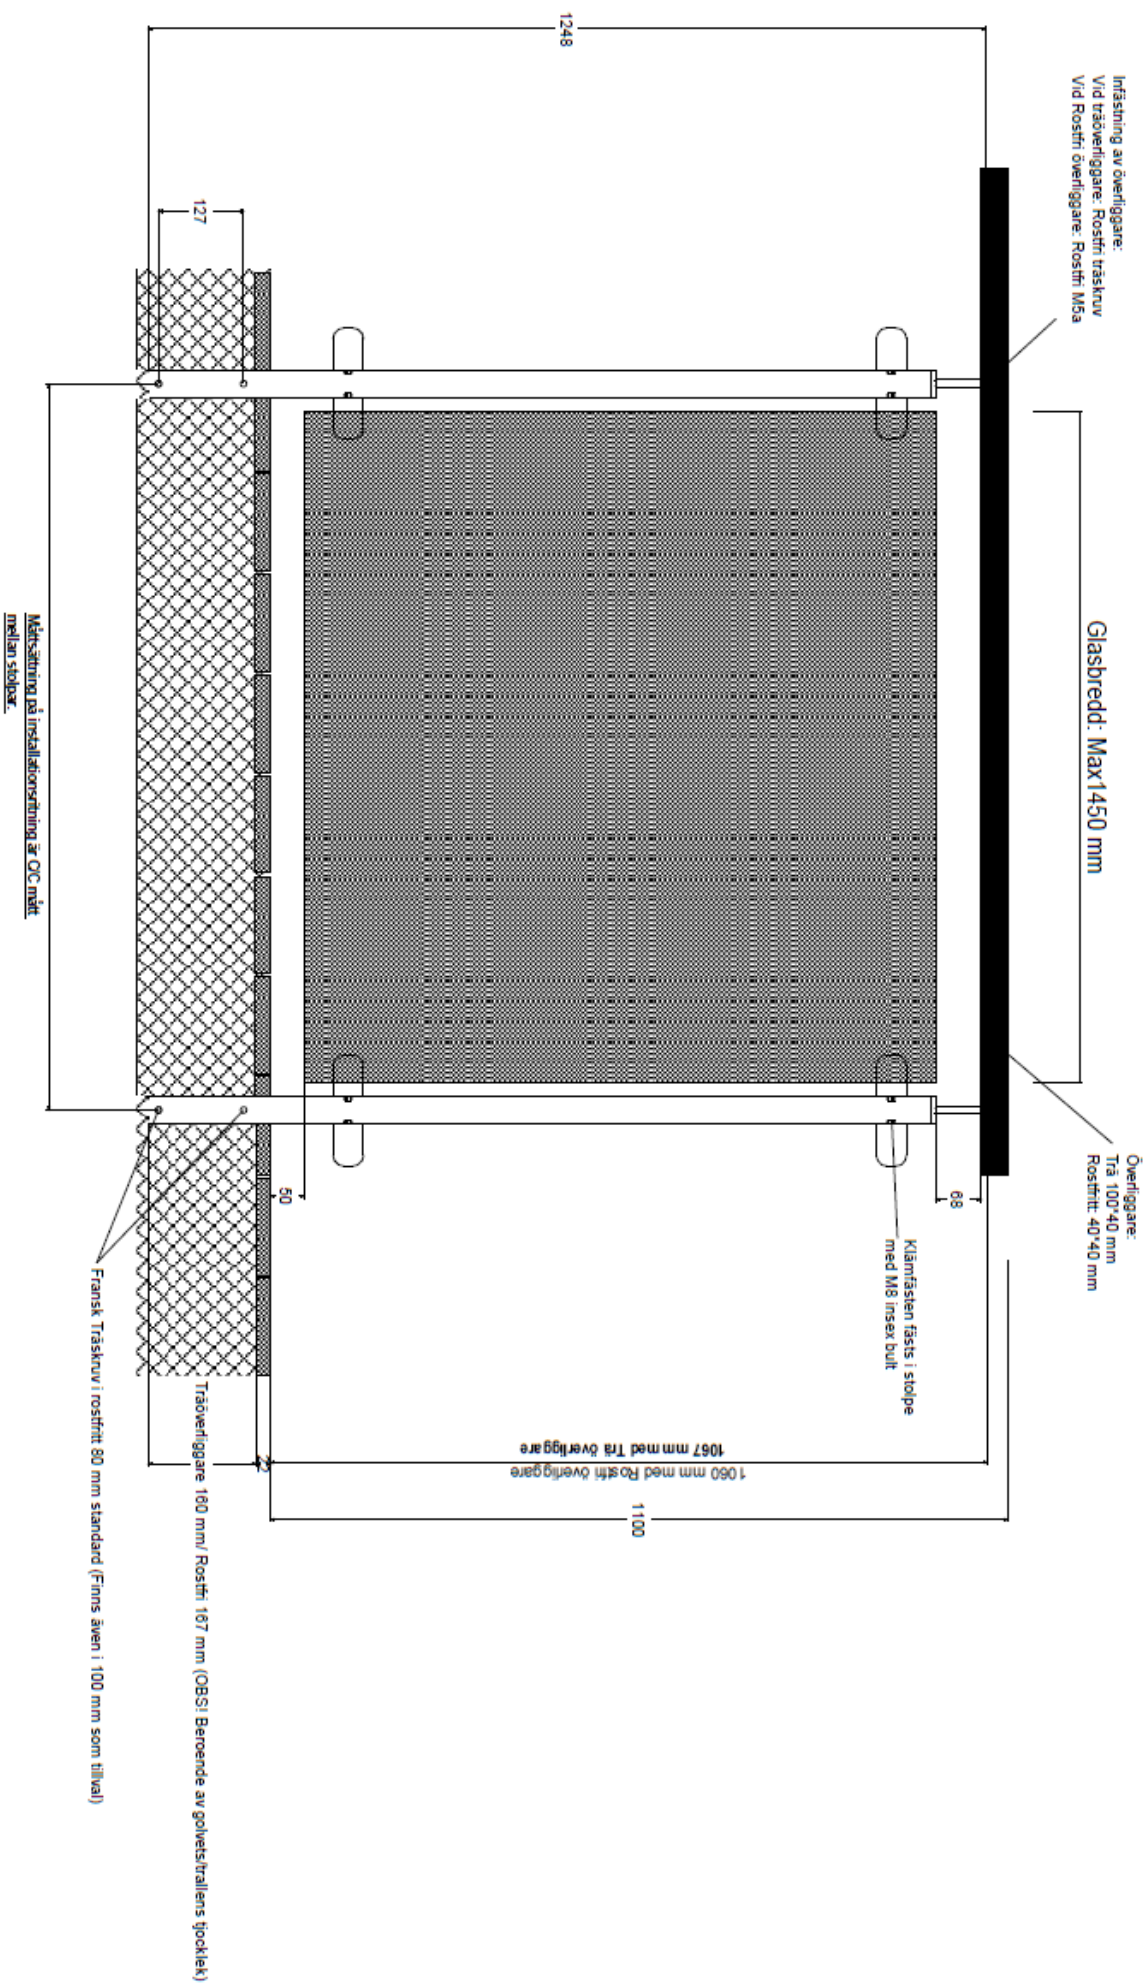 Infästning av överliggare:
Vid träöverliggare: Rostfri träskruv
Vid Rostfri överliggare: Rostfri M5a
Glasbredd: Max1450 mm
Överliggare:
Trä 100*40 mm
Rostfritt: 40*40 mm
1248
127
68
50
22
Klämfästen fästs i stolpe
med M8 insex bult
1067 mm med Trä överliggare
1060 mm med Rostfri överliggare
1100
Träöverliggare 160 mm/ Rostfri 167 mm (OBS! Beroende av golvets/trallens tjocklek)
Fransk Träskruv i rostfritt 80 mm standard (Finns även i 100 mm som tillval)
Måttsättning på installationsritning är C/C mått
mellan stolpar.